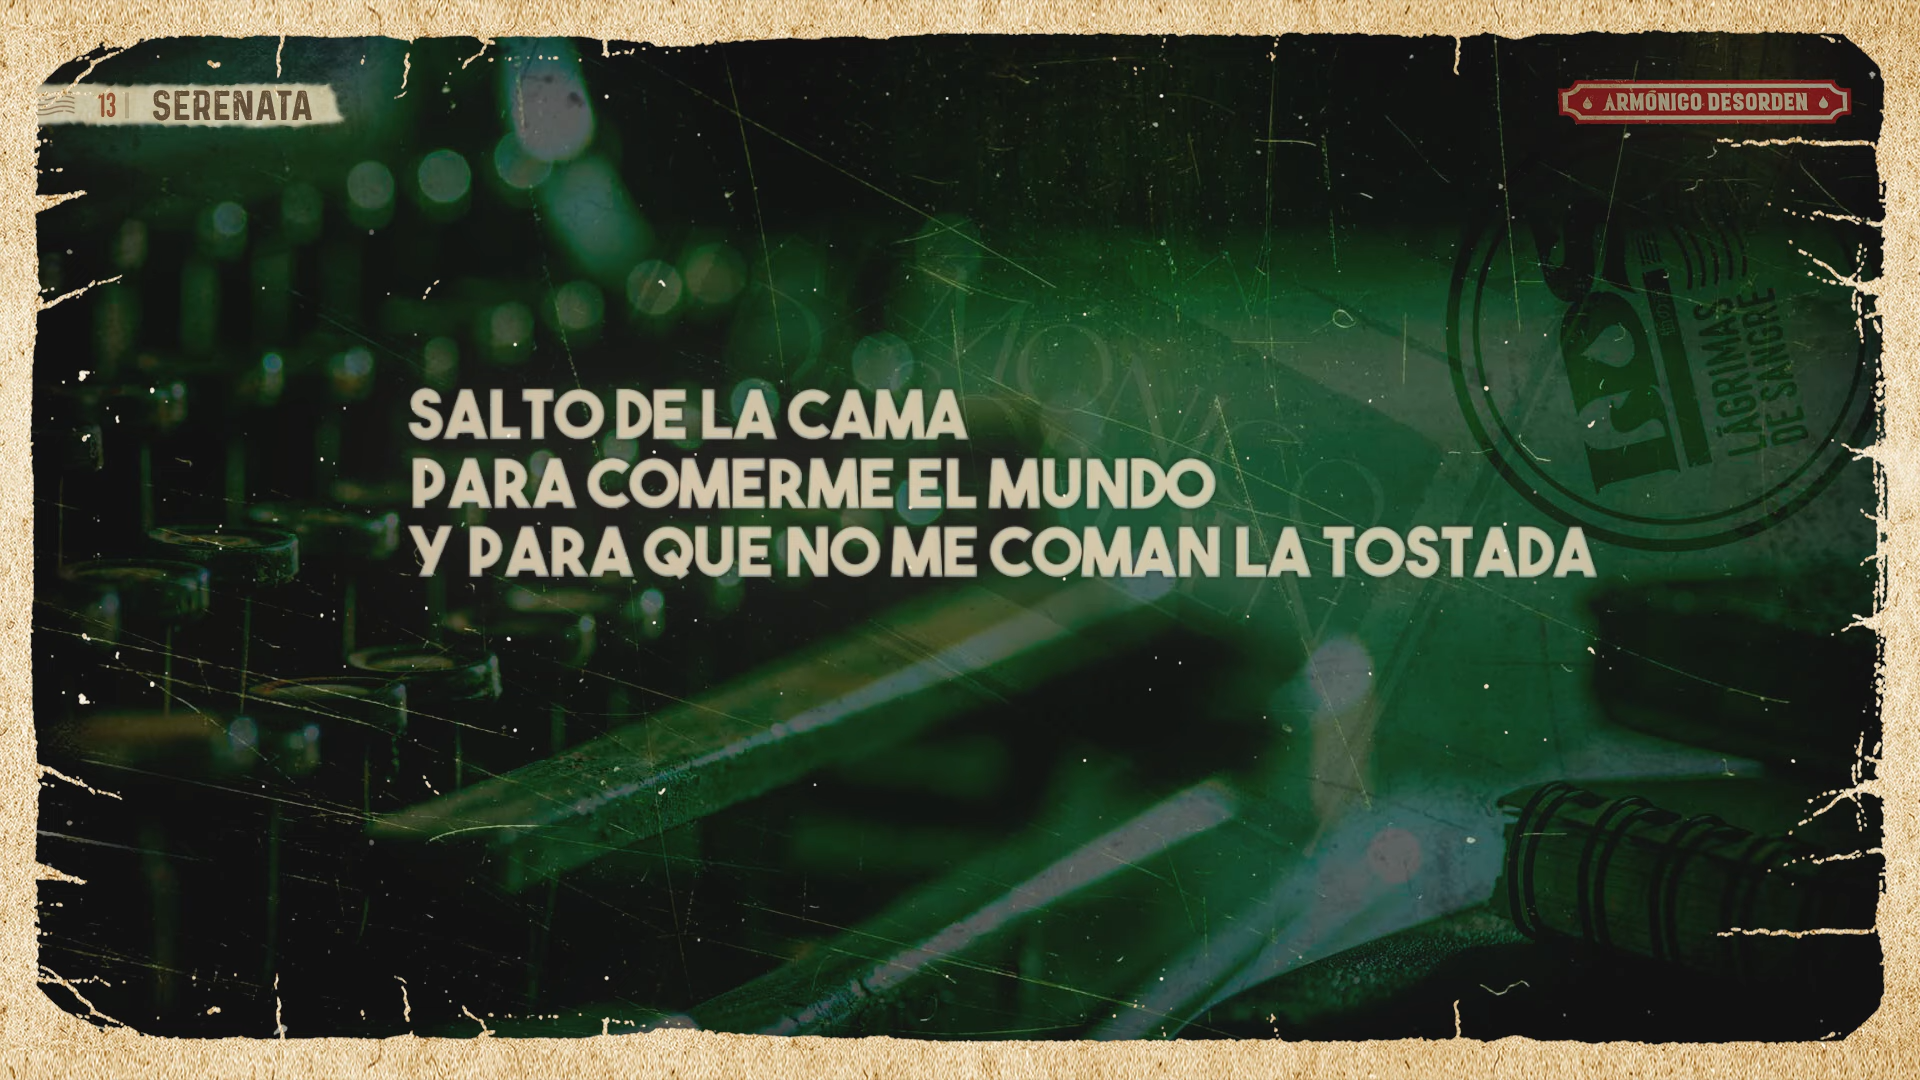 13 | SERENATA
ARMÓNICO DESORDEN
LDS
LÁGRIMAS
DE SANGRE
SALTO DE LA CAMA
PARA COMERME EL MUNDO
Y PARA QUE NO ME COMAN LA TOSTADA